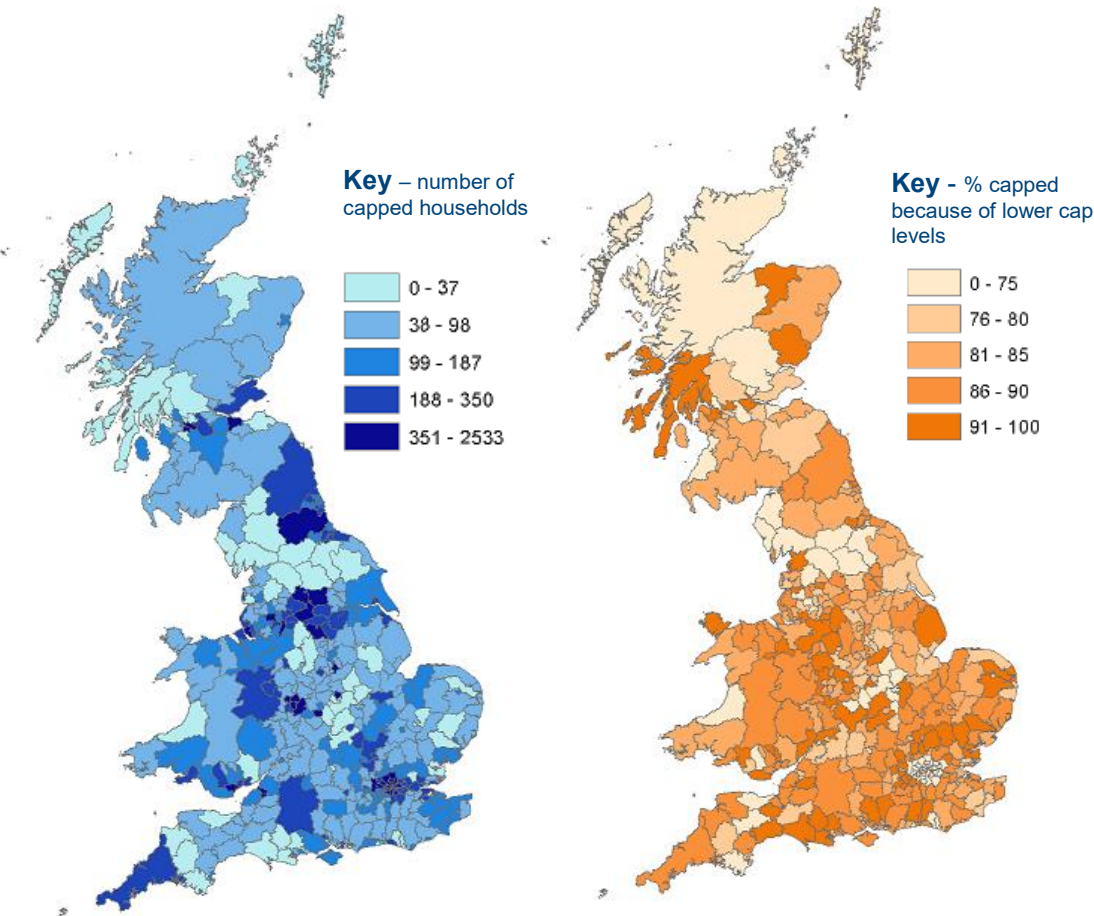 Key – number of
capped households
0 - 37
38 - 98
99 - 187
188 - 350
351 - 2533
Key - % capped
because of lower cap
levels
0 - 75
76 - 80
81 - 85
86 - 90
91 - 100